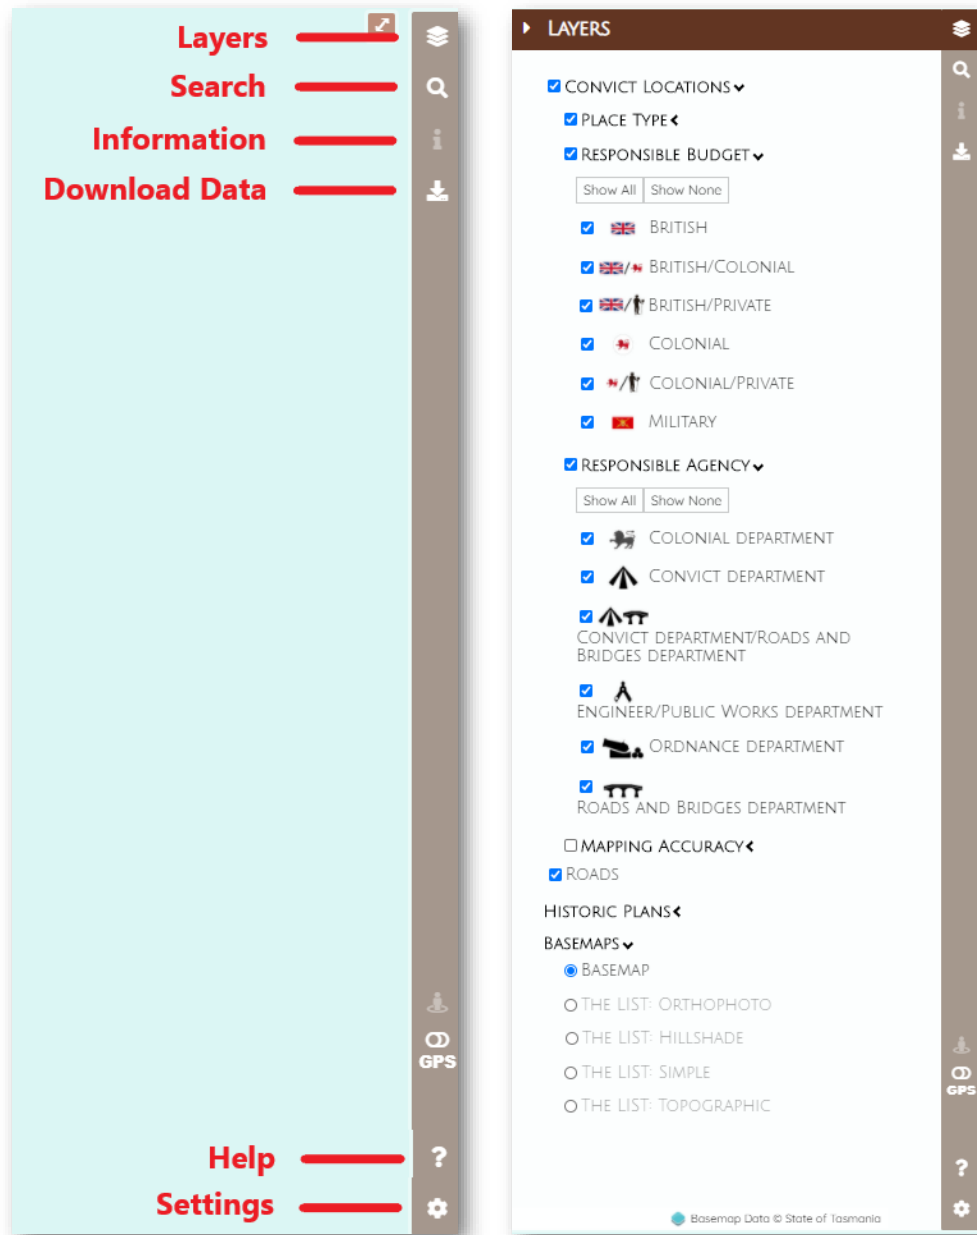 Layers
Search
Information
Download Data
GPS
Help
?
Settings
LAYERS
CONVICT LOCATIONS
PLACE TYPE
RESPONSIBLE BUDGET
Show All Show None
BRITISH
BRITISH/COLONIAL
BRITISH/PRIVATE
COLONIAL
COLONIAL/PRIVATE
MILITARY
RESPONSIBLE AGENCY
Show All Show None
COLONIAL DEPARTMENT
CONVICT DEPARTMENT
CONVICT DEPARTMENT/ROADS AND
BRIDGES DEPARTMENT
ENGINEER/PUBLIC WORKS DEPARTMENT
ORDNANCE DEPARTMENT
ROADS AND BRIDGES DEPARTMENT
MAPPING ACCURACY
ROADS
HISTORIC PLANS
BASEMAPS
BASEMAP
THE LIST: ORTHOPHOTO
THE LIST: HILLSHADE
THE LIST: SIMPLE
THE LIST: TOPOGRAPHIC
Basemap Data © State of Tasmania
GPS
?